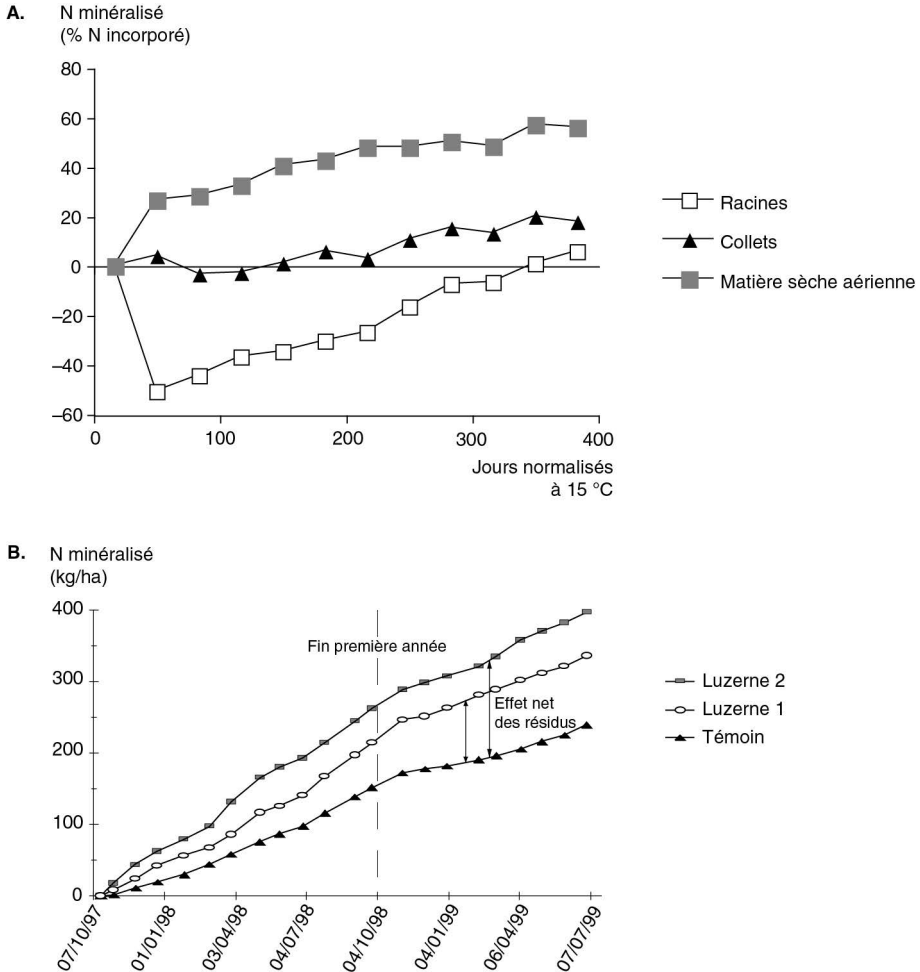 A.
N minéralisé
(% N incorporé)
80
60
40
20
0
–20
–40
–60
0 100 200 300 400
Jours normalisés
à 15 °C
Racines
Collets
Matière sèche aérienne
B.
N minéralisé
(kg/ha)
400
300
200
100
0
Fin première année
Effet net
des résidus
07/10/97 01/01/98 03/04/98 04/07/98 04/10/98 04/01/99 06/04/99 07/07/99
Luzerne 2
Luzerne 1
Témoin